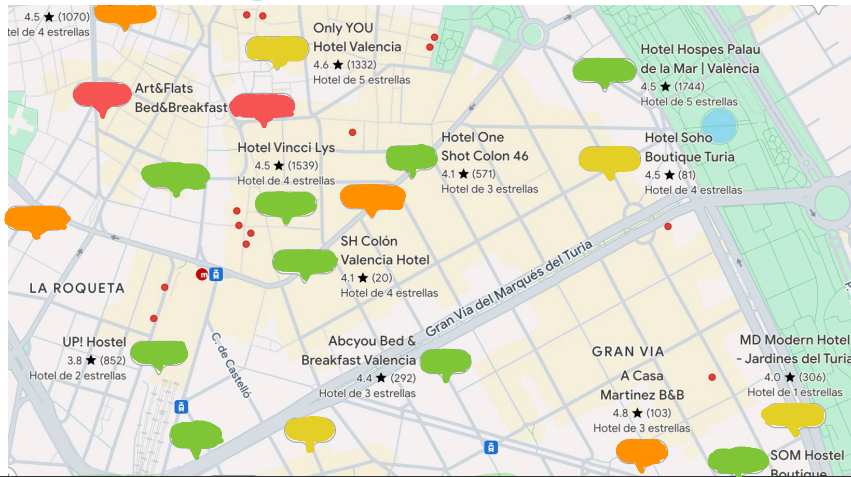 4.5 ★ (1070)
tel de 4 estrellas
Only YOU
Hotel Valencia
4.6 ★ (1332)
Hotel de 5 estrellas
Hotel Hospes Palau
de la Mar | València
4.5 ★ (1744)
Hotel de 5 estrellas
Art&Flats
Bed&Breakfast
Hotel Vincci Lys
4.5 ★ (1539)
Hotel de 4 estrellas
Hotel One
Shot Colon 46
4.1 ★ (571)
Hotel de 3 estrellas
Hotel Soho
Boutique Turia
4.5 ★ (81)
Hotel de 4 estrellas
SH Colón
Valencia Hotel
4.1 ★ (20)
Hotel de 4 estrellas
Gran Via del Marqués del Turia
LA ROQUETA
m
UP! Hostel
3.8 ★ (852)
Hotel de 2 estrellas
C. de Castelló
Abcyou Bed &
Breakfast Valencia
4.4 ★ (292)
Hotel de 3 estrellas
GRAN VIA
A Casa
Martinez B&B
4.8 ★ (103)
Hotel de 3 estrellas
MD Modern Hotel
- Jardines del Turia
4.0 ★ (306)
Hotel de 1 estrellas
SOM Hostel
Boutique